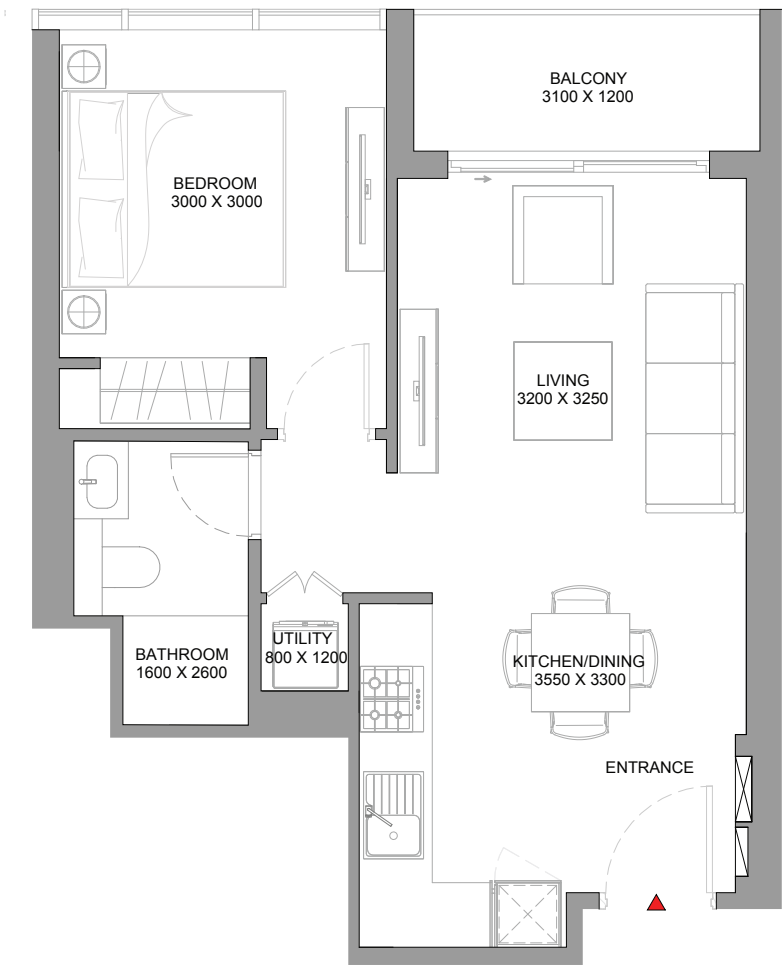 BALCONY
3100 X 1200
BEDROOM
3000 X 3000
LIVING
3200 X 3250
BATHROOM
1600 X 2600
UTILITY
800 X 1200
KITCHEN/DINING
3550 X 3300
ENTRANCE